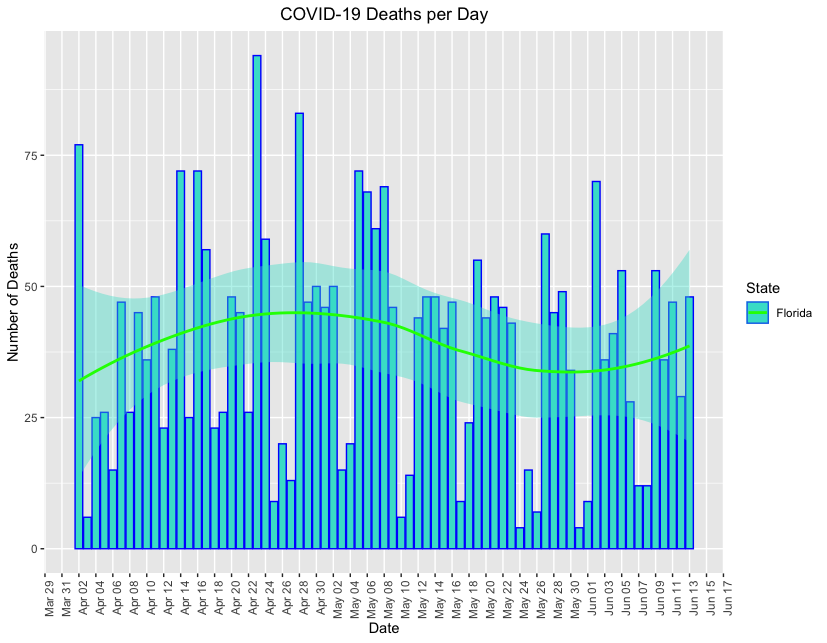 COVID-19 Deaths per Day
Number of Deaths
75
50
25
0
Mar 29
Mar 31
Apr 02
Apr 04
Apr 06
Apr 08
Apr 10
Apr 12
Apr 14
Apr 16
Apr 18
Apr 20
Apr 22
Apr 24
Apr 26
Apr 28
Apr 30
May 02
May 04
May 06
May 08
May 10
May 12
May 14
May 16
May 18
May 20
May 22
May 24
May 26
May 28
May 30
Jun 01
Jun 03
Jun 05
Jun 07
Jun 09
Jun 11
Jun 13
Jun 15
Jun 17
Date
State
Florida